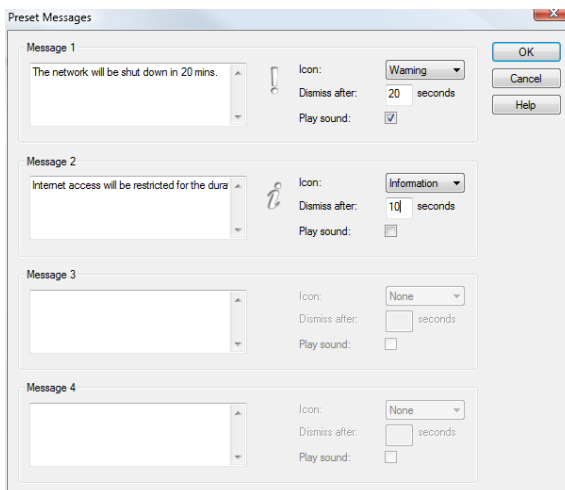 Preset Messages
Message 1
The network will be shut down in 20 mins.
Icon: Warning
Dismiss after: 20 seconds
Play sound:
OK
Cancel
Help
Message 2
Internet access will be restricted for the dura
Icon: Information
Dismiss after: 10 seconds
Play sound:
Message 3
Icon: None
Dismiss after: seconds
Play sound:
Message 4
Icon: None
Dismiss after: seconds
Play sound: